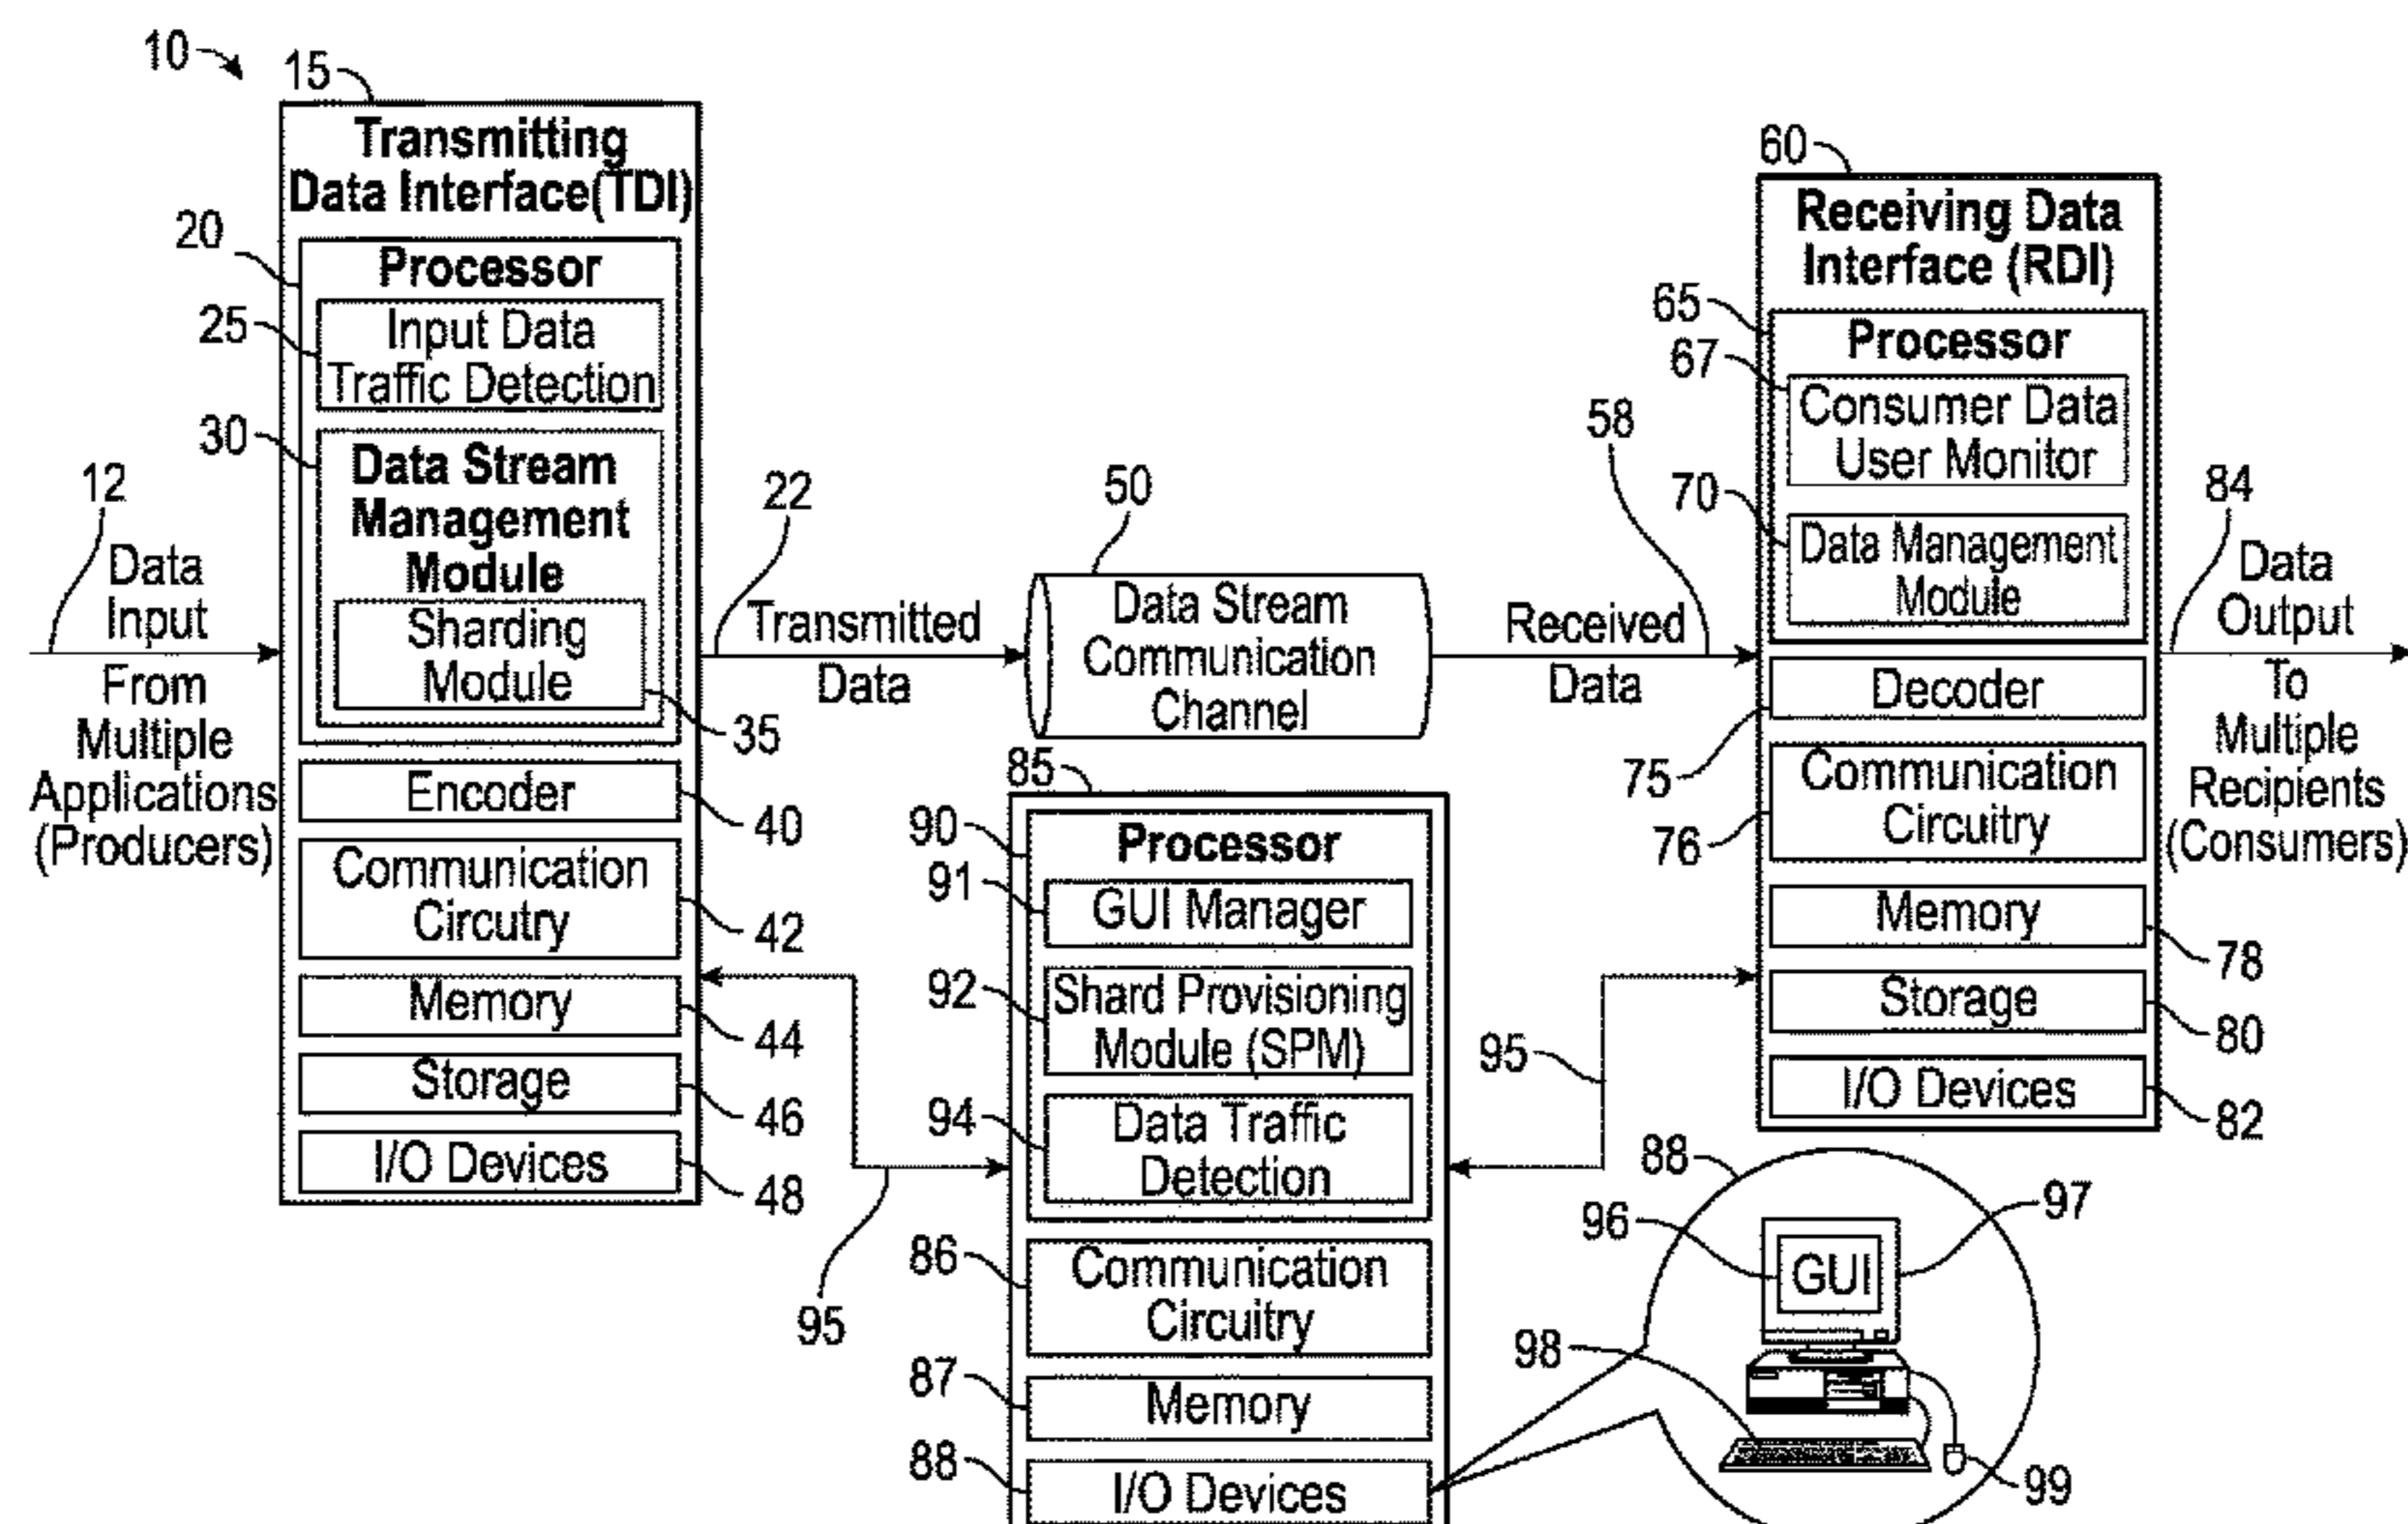 10
15
Transmitting
Data Interface(TDI)
20
Processor
25
Input Data
Traffic Detection
30
Data Stream
Management
Module
Sharding
Module
35
12
Data
Input
From
Multiple
Applications
(Producers)
Encoder
40
Communication
Circutry
42
Memory
44
Storage
46
I/O Devices
48
22
Transmitted
Data
50
Data Stream
Communication
Channel
58
Received
Data
60
Receiving Data
Interface (RDI)
65
Processor
67
Consumer Data
User Monitor
70
Data Management
Module
Decoder
75
Communication
Circuitry
76
Memory
78
Storage
80
I/O Devices
82
84
Data
Output
To
Multiple
Recipients
(Consumers)
85
90
Processor
91
GUI Manager
92
Shard Provisioning
Module (SPM)
94
Data Traffic
Detection
95
95
86
Communication
Circuitry
87
Memory
88
I/O Devices
88
96
GUI
97
98
99